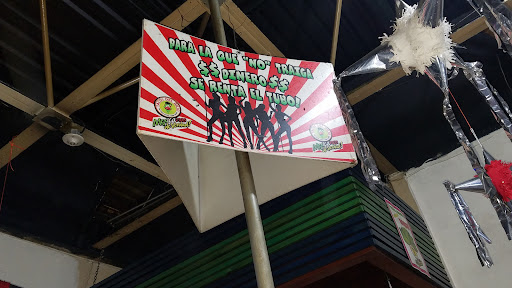 PARA LA QUE "NO" TRAIGA
$$ DINERO $$
SE RENTA EL TUBO!